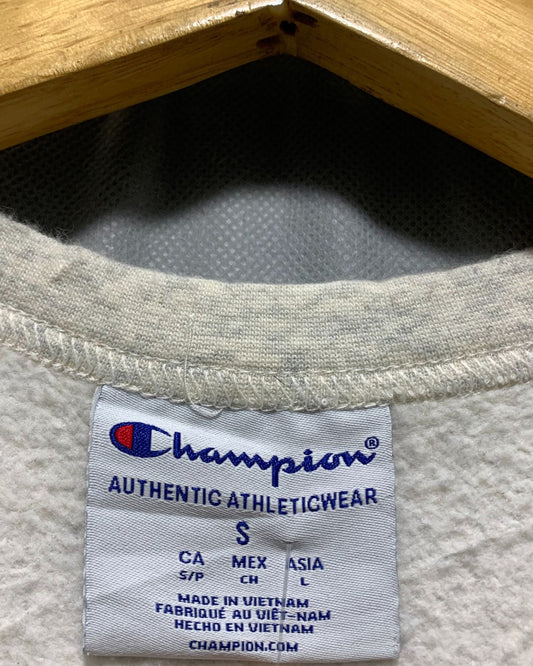 Champion®
AUTHENTIC ATHLETICWEAR
S
CA MEX ASIA
S/P CH L
MADE IN VIETNAM
FABRIQUÉ AU VIÊT-NAM
HECHO EN VIETNAM
CHAMPION.COM